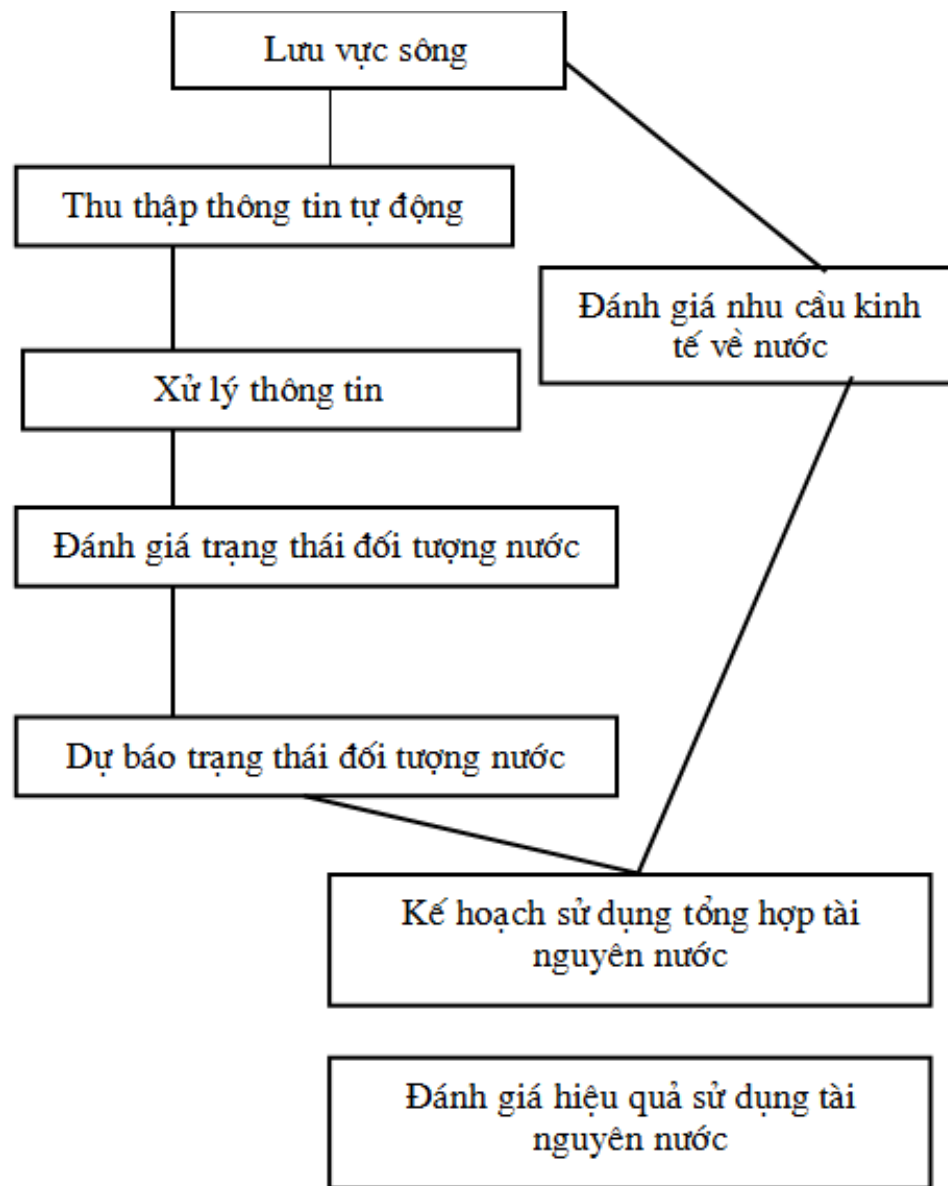 Lưu vực sông
Thu thập thông tin tự động
Đánh giá nhu cầu kinh
tế về nước
Xử lý thông tin
Đánh giá trạng thái đối tượng nước
Dự báo trạng thái đối tượng nước
Kế hoạch sử dụng tổng hợp tài
nguyên nước
Đánh giá hiệu quả sử dụng tài
nguyên nước